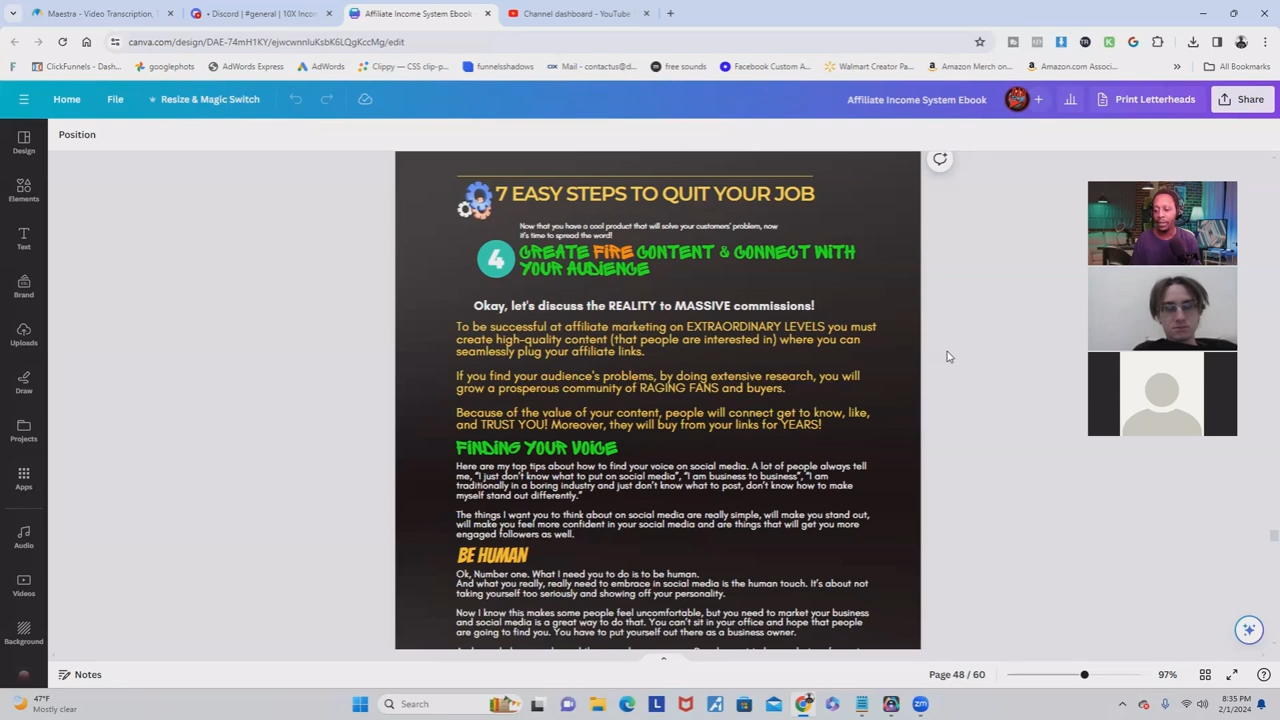 Maestra - Video Transcription, T
• Discord | #general | 10X Incom
Affiliate Income System Ebook
Channel dashboard - YouTube
canva.com/design/DAE-74mH1KY/ejwcwnnluKsbK6LQgKccMg/edit
ClickFunnels - Dash...
googlephots
AdWords Express
AdWords
Clippy — CSS clip-p...
funnelsshadows
Mail - contactus@d...
free sounds
Facebook Custom A...
Walmart Creator Pa...
Amazon Merch on...
Amazon.com Associ...
All Bookmarks
Home
File
Resize & Magic Switch
Affiliate Income System Ebook
Print Letterheads
Share
Position
Design
Elements
Text
Brand
Uploads
Draw
Projects
Apps
Audio
Videos
Background
7 EASY STEPS TO QUIT YOUR JOB
Now that you have a cool product that will solve your customers' problem, now
it's time to spread the word!
4
CREATE FIRE CONTENT & CONNECT WITH
YOUR AUDIENCE
Okay, let's discuss the REALITY to MASSIVE commissions!
To be successful at affiliate marketing on EXTRAORDINARY LEVELS you must
create high-quality content (that people are interested in) where you can
seamlessly plug your affiliate links.
If you find your audience's problems, by doing extensive research, you will
grow a prosperous community of RAGING FANS and buyers.
Because of the value of your content, people will connect get to know, like,
and TRUST YOU! Moreover, they will buy from your links for YEARS!
FINDING YOUR VOICE
Here are my top tips about how to find your voice on social media. A lot of people always tell
me, "I just don't know what to put on social media", "I am business to business", "I am
traditionally in a boring industry and just don't know what to post, don't know how to make
myself stand out differently."
The things I want you to think about on social media are really simple, will make you stand out,
will make you feel more confident in your social media and are things that will get you more
engaged followers as well.
BE HUMAN
Ok, Number one. What I need you to do is to be human.
And what you really, really need to embrace in social media is the human touch. It's about not
taking yourself too seriously and showing off your personality.
Now I know this makes some people feel uncomfortable, but you need to market your business
and social media is a great way to do that. You can't sit in your office and hope that people
are going to find you. You have to put yourself out there as a business owner.
Notes
Page 48 / 60
97%
47°F
Mostly clear
Search
8:35 PM
2/1/2024